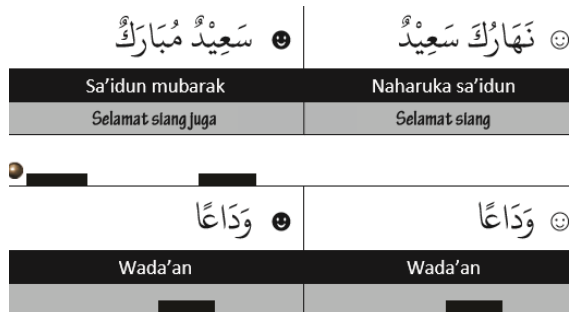 ☺ نَهَارُكَ سَعِيْدٌ ☻ سَعِيْدٌ مُبَارَكٌ
Sa’idun mubarak Naharuka sa’idun
Selamat siang juga Selamat siang
☺ وَدَاعًا ☻ وَدَاعًا
Wada’an Wada’an